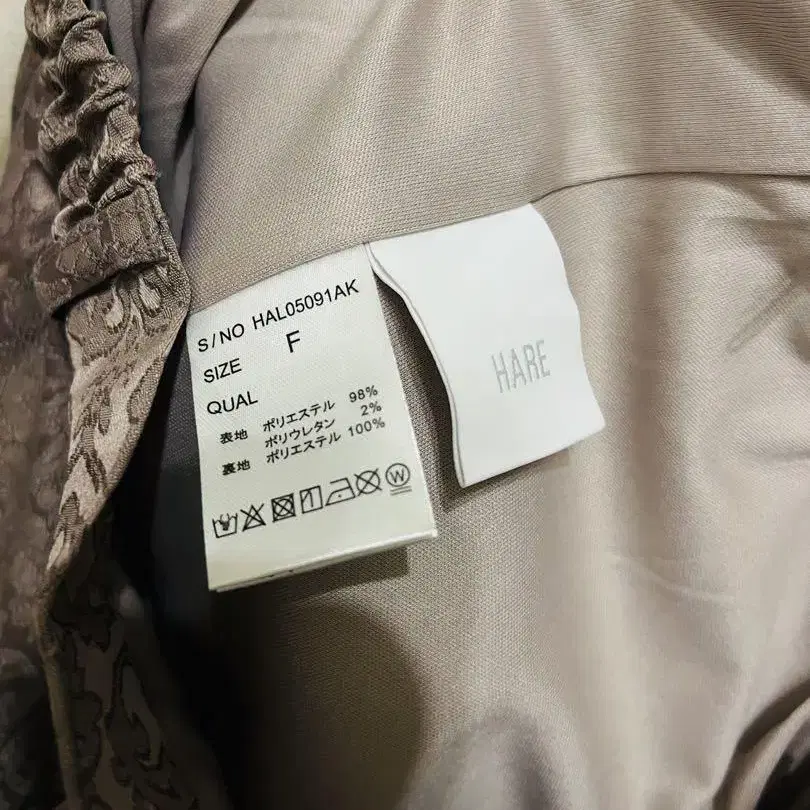 S/NO HAL05091AK
SIZE F
QUAL
表地 ポリエステル 98%
ポリウレタン 2%
裏地 ポリエステル 100%
W
HARE